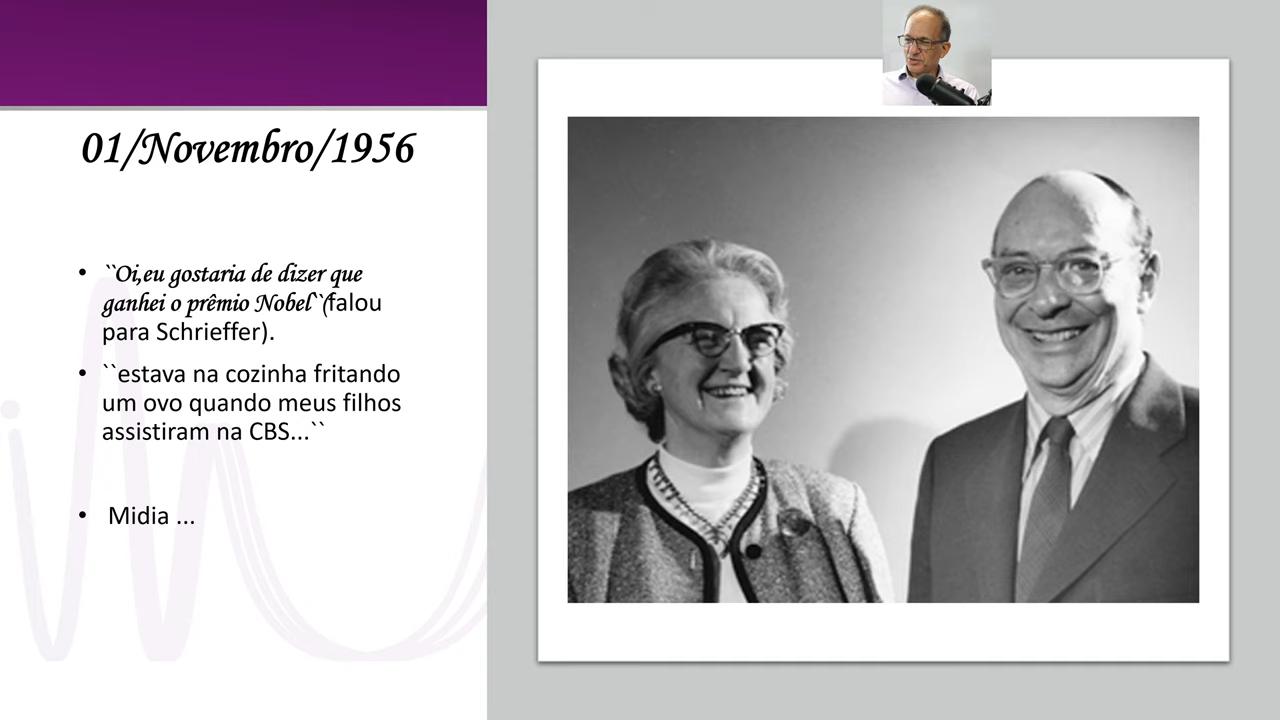 01/Novembro/1956
• ``Oi,eu gostaria de dizer que
ganhei o prêmio Nobel``(falou
para Schrieffer).
• ``estava na cozinha fritando
um ovo quando meus filhos
assistiram na CBS...``
• Midia ...